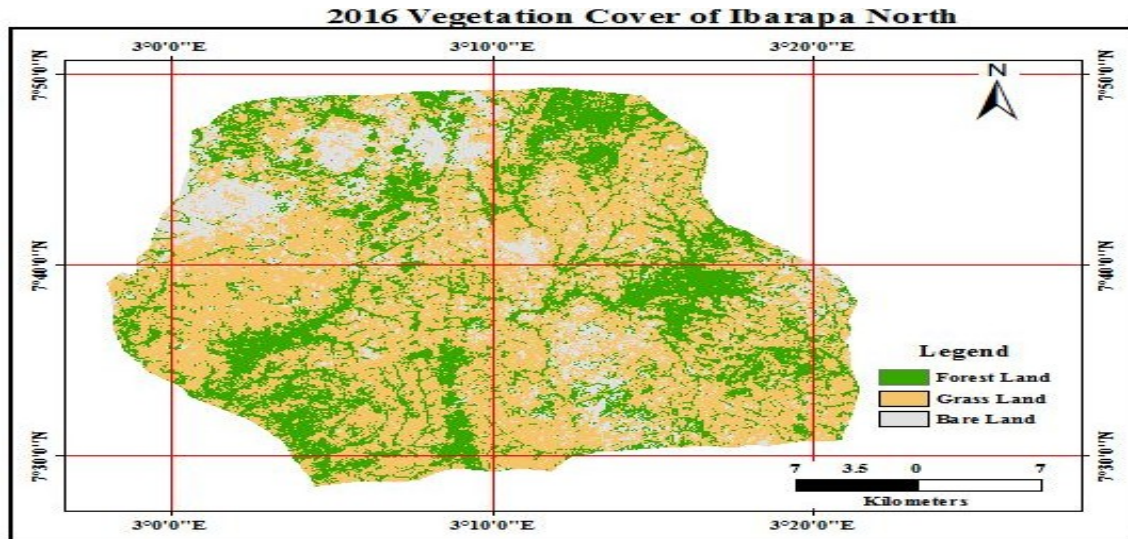 2016 Vegetation Cover of Ibarapa North
3°0'0"E 3°10'0"E 3°20'0"E
7°50'0"N 7°50'0"N
N
7°40'0"N 7°40'0"N
Legend
Forest Land
Grass Land
Bare Land
7°30'0"N 7°30'0"N
7 3.5 0 7
Kilometers
3°0'0"E 3°10'0"E 3°20'0"E